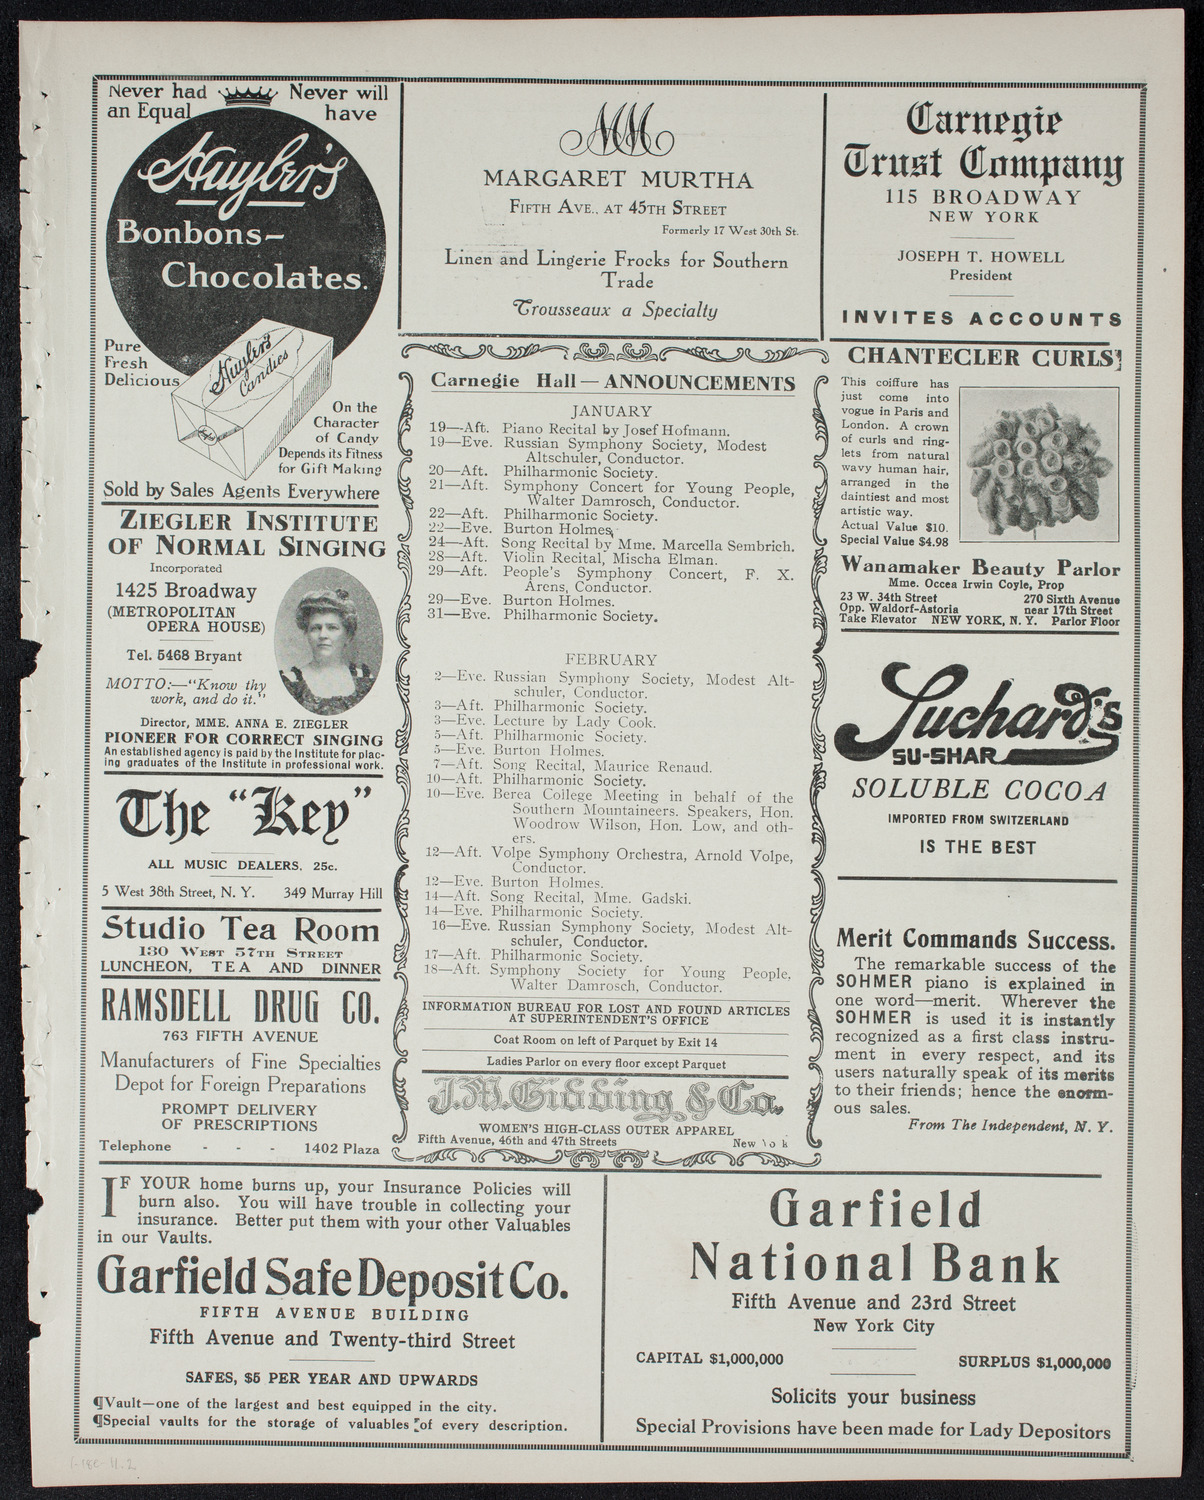 Never had an Equal
Never will have
Huyler's
Bonbons–
Chocolates.
Huyler's
Candies
Pure
Fresh
Delicious
On the
Character
of Candy
Depends its Fitness
for Gift Making
Sold by Sales Agents Everywhere
ZIEGLER INSTITUTE
OF NORMAL SINGING
Incorporated
1425 Broadway
(METROPOLITAN
OPERA HOUSE)
Tel. 5468 Bryant
MOTTO:—"Know thy
work, and do it."
Director, MME. ANNA E. ZIEGLER
PIONEER FOR CORRECT SINGING
An established agency is paid by the Institute for plac-
ing graduates of the Institute in professional work.
The "Key"
ALL MUSIC DEALERS, 25c.
5 West 38th Street, N. Y. 349 Murray Hill
Studio Tea Room
130 WEST 57TH STREET
LUNCHEON, TEA AND DINNER
RAMSDELL DRUG CO.
763 FIFTH AVENUE
Manufacturers of Fine Specialties
Depot for Foreign Preparations
PROMPT DELIVERY
OF PRESCRIPTIONS
Telephone - - - 1402 Plaza
MM
MARGARET MURTHA
FIFTH AVE., AT 45TH STREET
Formerly 17 West 30th St.
Linen and Lingerie Frocks for Southern
Trade
Trousseaux a Specialty
Carnegie Hall—ANNOUNCEMENTS
JANUARY
19—Aft. Piano Recital by Josef Hofmann.
19—Eve. Russian Symphony Society, Modest
Altschuler, Conductor.
20—Aft. Philharmonic Society.
21—Aft. Symphony Concert for Young People,
Walter Damrosch, Conductor.
22—Aft. Philharmonic Society.
22—Eve. Burton Holmes.
24—Aft. Song Recital by Mme. Marcella Sembrich.
28—Aft. Violin Recital, Mischa Elman.
29—Aft. People's Symphony Concert, F. X.
Arens, Conductor.
29—Eve. Burton Holmes.
31—Eve. Philharmonic Society.
FEBRUARY
2—Eve. Russian Symphony Society, Modest Alt-
schuler, Conductor.
3—Aft. Philharmonic Society.
3—Eve. Lecture by Lady Cook.
5—Aft. Philharmonic Society.
5—Eve. Burton Holmes.
7—Aft. Song Recital, Maurice Renaud.
10—Aft. Philharmonic Society.
10—Eve. Berea College Meeting in behalf of the
Southern Mountaineers. Speakers, Hon.
Woodrow Wilson, Hon. Low, and oth-
ers.
12—Aft. Volpe Symphony Orchestra, Arnold Volpe,
Conductor.
12—Eve. Burton Holmes.
14—Aft. Song Recital, Mme. Gadski.
14—Eve. Philharmonic Society.
16—Eve. Russian Symphony Society, Modest Alt-
schuler, Conductor.
17—Aft. Philharmonic Society.
18—Aft. Symphony Society for Young People,
Walter Damrosch, Conductor.
INFORMATION BUREAU FOR LOST AND FOUND ARTICLES
AT SUPERINTENDENT'S OFFICE
Coat Room on left of Parquet by Exit 14
Ladies Parlor on every floor except Parquet
J.M. Gidding & Co.
WOMEN'S HIGH-CLASS OUTER APPAREL
Fifth Avenue, 46th and 47th Streets New Yo k
Carnegie
Trust Company
115 BROADWAY
NEW YORK
JOSEPH T. HOWELL
President
INVITES ACCOUNTS
CHANTECLER CURLS
This coiffure has
just come into
vogue in Paris and
London. A crown
of curls and ring-
lets from natural
wavy human hair,
arranged in the
daintiest and most
artistic way.
Actual Value $10.
Special Value $4.98
Wanamaker Beauty Parlor
Mme. Occea Irwin Coyle, Prop
23 W. 34th Street 270 Sixth Avenue
Opp. Waldorf-Astoria near 17th Street
Take Elevator NEW YORK, N. Y. Parlor Floor
Suchard's
SU-SHAR
SOLUBLE COCOA
IMPORTED FROM SWITZERLAND
IS THE BEST
Merit Commands Success.
The remarkable success of the
SOHMER piano is explained in
one word—merit. Wherever the
SOHMER is used it is instantly
recognized as a first class instru-
ment in every respect, and its
users naturally speak of its merits
to their friends; hence the enorm-
ous sales.
From The Independent, N. Y.
IF YOUR home burns up, your Insurance Policies will
burn also. You will have trouble in collecting your
insurance. Better put them with your other Valuables
in our Vaults.
Garfield Safe Deposit Co.
FIFTH AVENUE BUILDING
Fifth Avenue and Twenty-third Street
SAFES, $5 PER YEAR AND UPWARDS
¶Vault—one of the largest and best equipped in the city.
¶Special vaults for the storage of valuables of every description.
Garfield
National Bank
Fifth Avenue and 23rd Street
New York City
CAPITAL $1,000,000 SURPLUS $1,000,000
Solicits your business
Special Provisions have been made for Lady Depositors